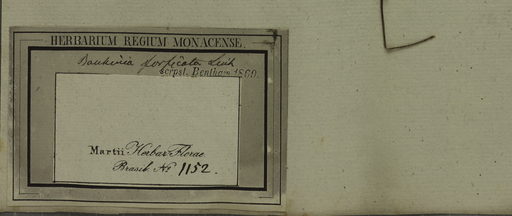 HERBARIUM REGIUM MONACENSE.
Bauhinia forficata Link
scrpst. Bentham 1860.
Martii Herbar. Florae
Brasil. No 1152.